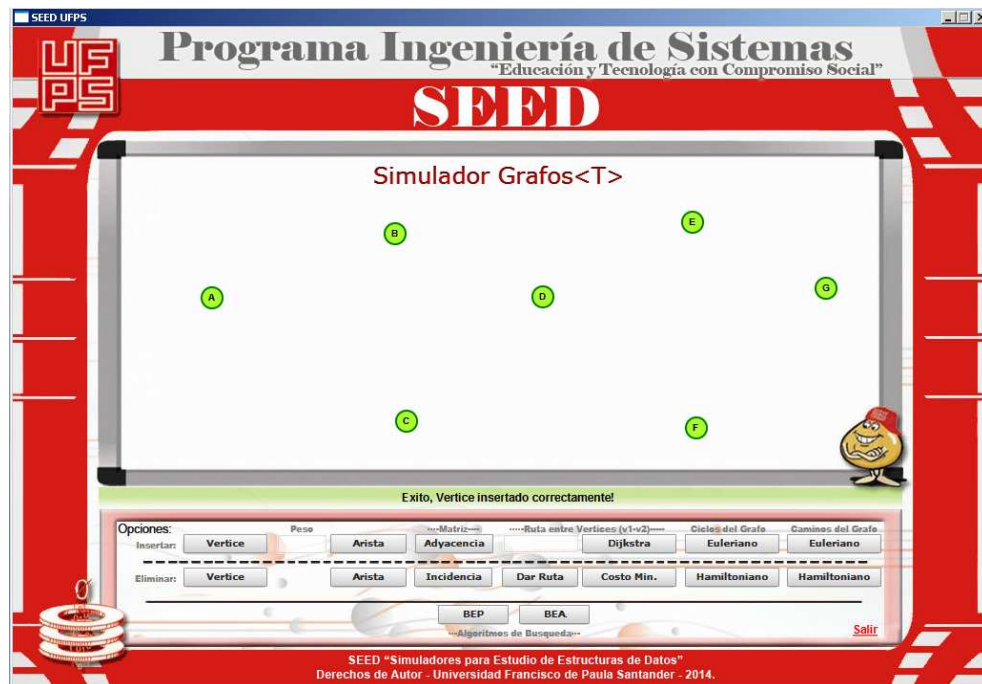 SEED UFPS
UF
PS
Programa Ingeniería de Sistemas
“Educación y Tecnología con Compromiso Social”
SEED
Simulador Grafos<T>
B
E
A
D
G
C
F
Exito, Vertice insertado correctamente!
Opciones: Peso ----Matriz---- -----Ruta entre Vertices (v1-v2)----- Ciclos del Grafo Caminos del Grafo
Insertar: Vertice Arista Adyacencia Dijkstra Euleriano Euleriano
Eliminar: Vertice Arista Incidencia Dar Ruta Costo Min. Hamiltoniano Hamiltoniano
BEP BEA
---Algoritmos de Busqueda---
Salir
SEED “Simuladores para Estudio de Estructuras de Datos”
Derechos de Autor - Universidad Francisco de Paula Santander - 2014.